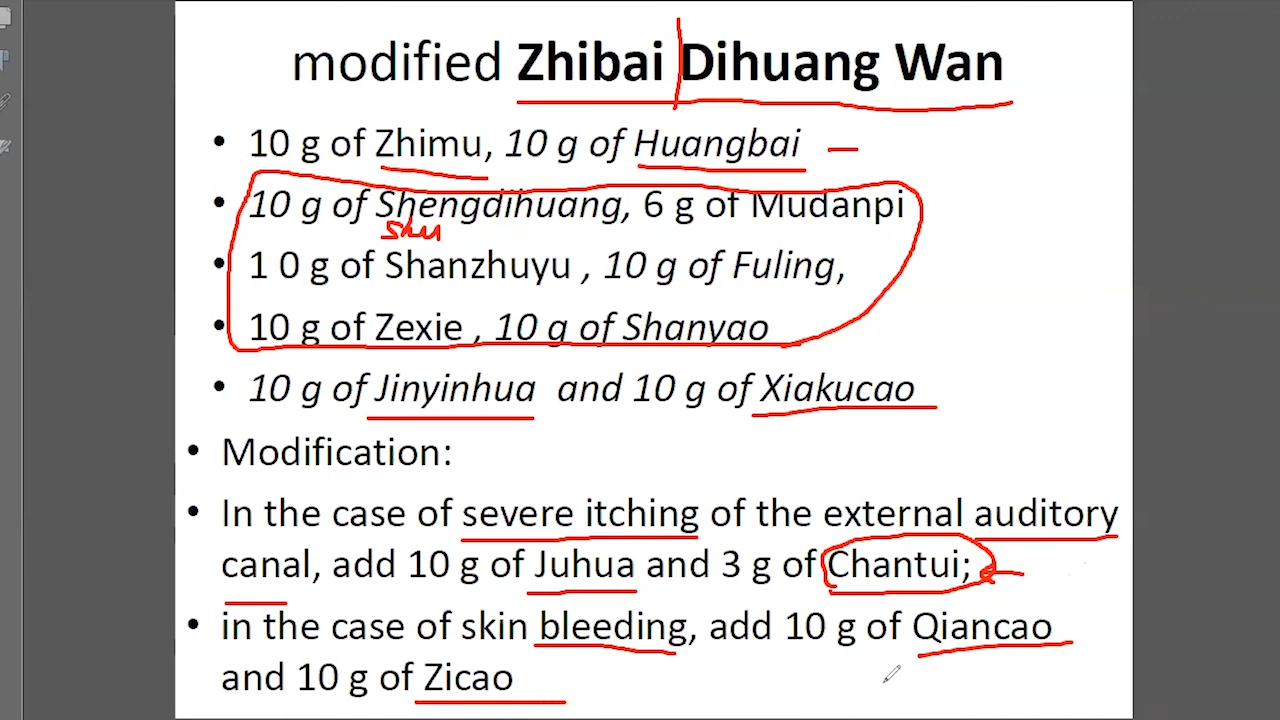 modified Zhibai Dihuang Wan
• 10 g of Zhimu, 10 g of Huangbai
• 10 g of Shengdihuang, 6 g of Mudanpi
Shu
• 1 0 g of Shanzhuyu , 10 g of Fuling,
• 10 g of Zexie , 10 g of Shanyao
• 10 g of Jinyinhua and 10 g of Xiakucao
• Modification:
• In the case of severe itching of the external auditory
canal, add 10 g of Juhua and 3 g of Chantui;
• in the case of skin bleeding, add 10 g of Qiancao
and 10 g of Zicao